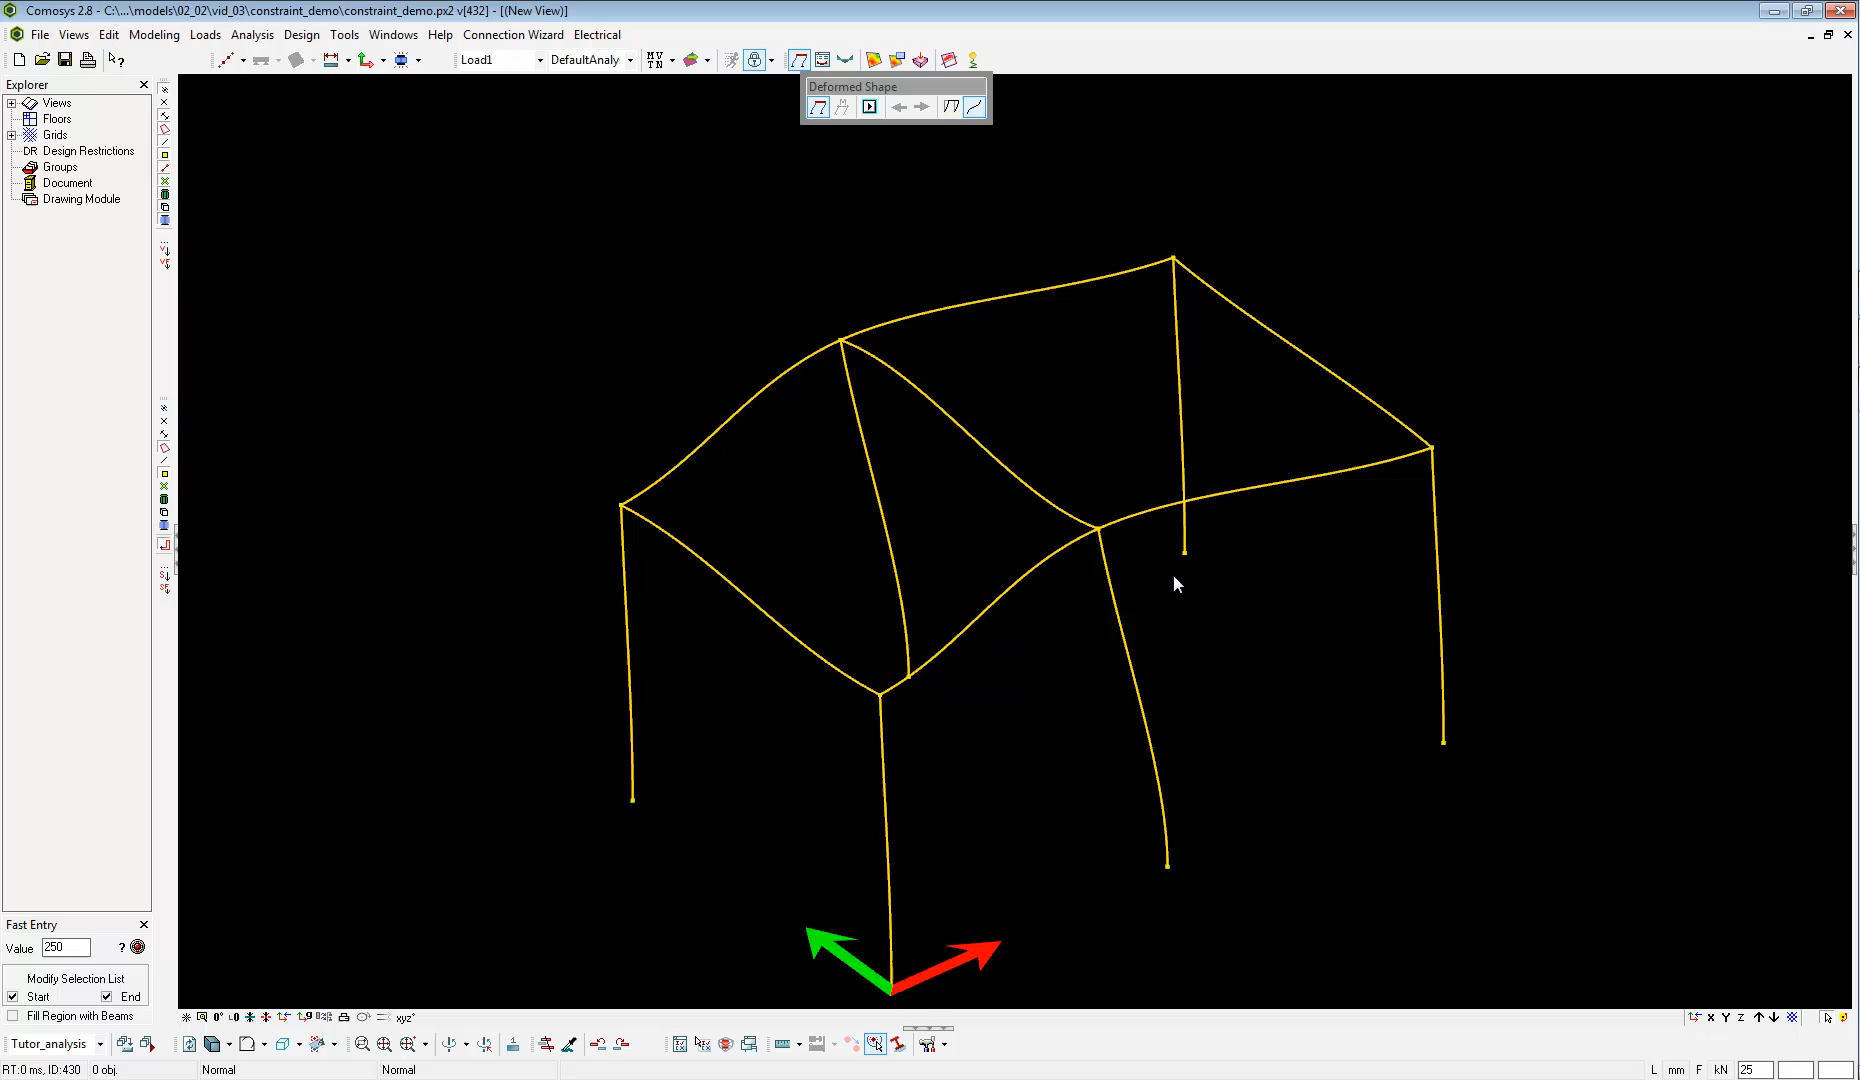 Comosys 2.8 - C:\...\models\02_02\vid_03\constraint_demo\constraint_demo.px2 v[432] - [(New View)]
File Views Edit Modeling Loads Analysis Design Tools Windows Help Connection Wizard Electrical
Load1 DefaultAnaly
Explorer
Deformed Shape
Views
Floors
Grids
DR Design Restrictions
Groups
Document
Drawing Module
Fast Entry
Value 250 ?
Modify Selection List
Start End
Fill Region with Beams
xyz
X Y Z
Tutor_analysis
RT:0 ms, ID:430 0 obj. Normal Normal L mm F kN 25